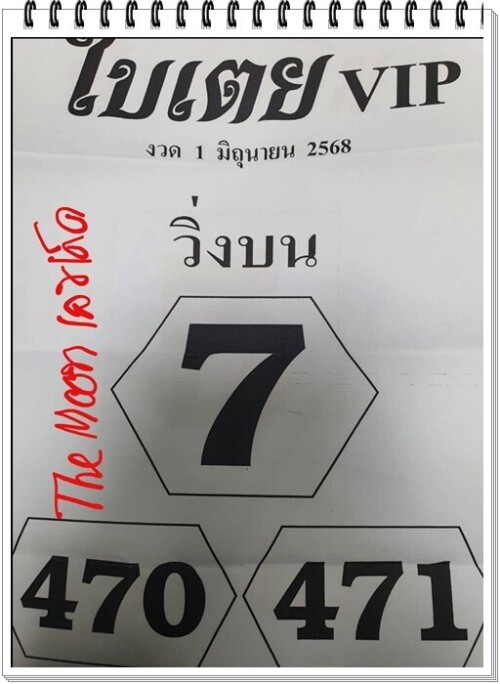 ใบเตย VIP
งวด 1 มิถุนายน 2568
วิ่งบน
7
The Moon เลขเด็ด
470 471